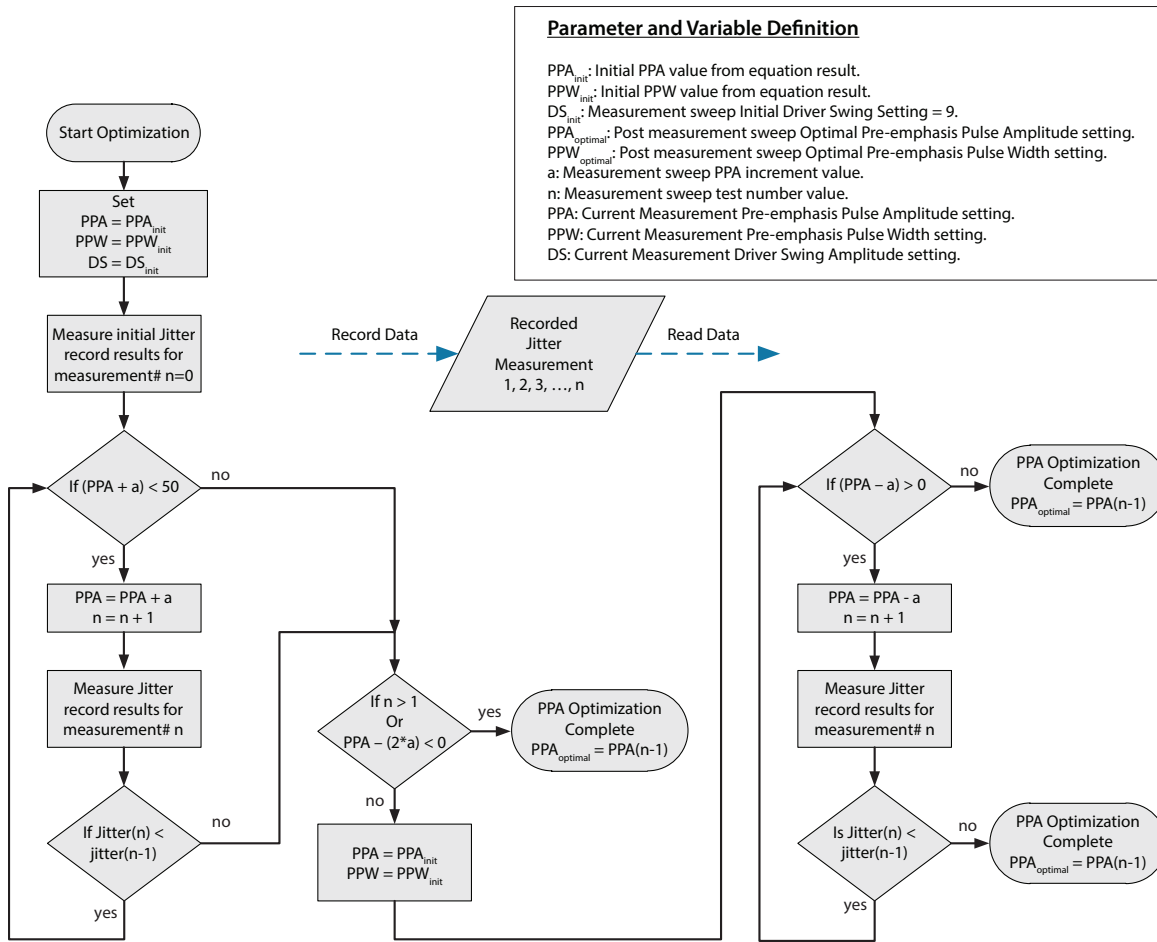 Parameter and Variable Definition
PPAinit: Initial PPA value from equation result.
PPWinit: Initial PPW value from equation result.
DSinit: Measurement sweep Initial Driver Swing Setting = 9.
PPAoptimal: Post measurement sweep Optimal Pre-emphasis Pulse Amplitude setting.
PPWoptimal: Post measurement sweep Optimal Pre-emphasis Pulse Width setting.
a: Measurement sweep PPA increment value.
n: Measurement sweep test number value.
PPA: Current Measurement Pre-emphasis Pulse Amplitude setting.
PPW: Current Measurement Pre-emphasis Pulse Width setting.
DS: Current Measurement Driver Swing Amplitude setting.
Start Optimization
Set
PPA = PPAinit
PPW = PPWinit
DS = DSinit
Measure initial Jitter
record results for
measurement# n=0
Record Data
Recorded
Jitter
Measurement
1, 2, 3, …, n
Read Data
If (PPA + a) < 50
no
yes
PPA = PPA + a
n = n + 1
Measure Jitter
record results for
measurement# n
If Jitter(n) <
jitter(n-1)
no
yes
If n > 1
Or
PPA – (2*a) < 0
yes
no
PPA Optimization
Complete
PPAoptimal = PPA(n-1)
PPA = PPAinit
PPW = PPWinit
If (PPA – a) > 0
no
yes
PPA Optimization
Complete
PPAoptimal = PPA(n-1)
PPA = PPA - a
n = n + 1
Measure Jitter
record results for
measurement# n
Is Jitter(n) <
jitter(n-1)
no
yes
PPA Optimization
Complete
PPAoptimal = PPA(n-1)